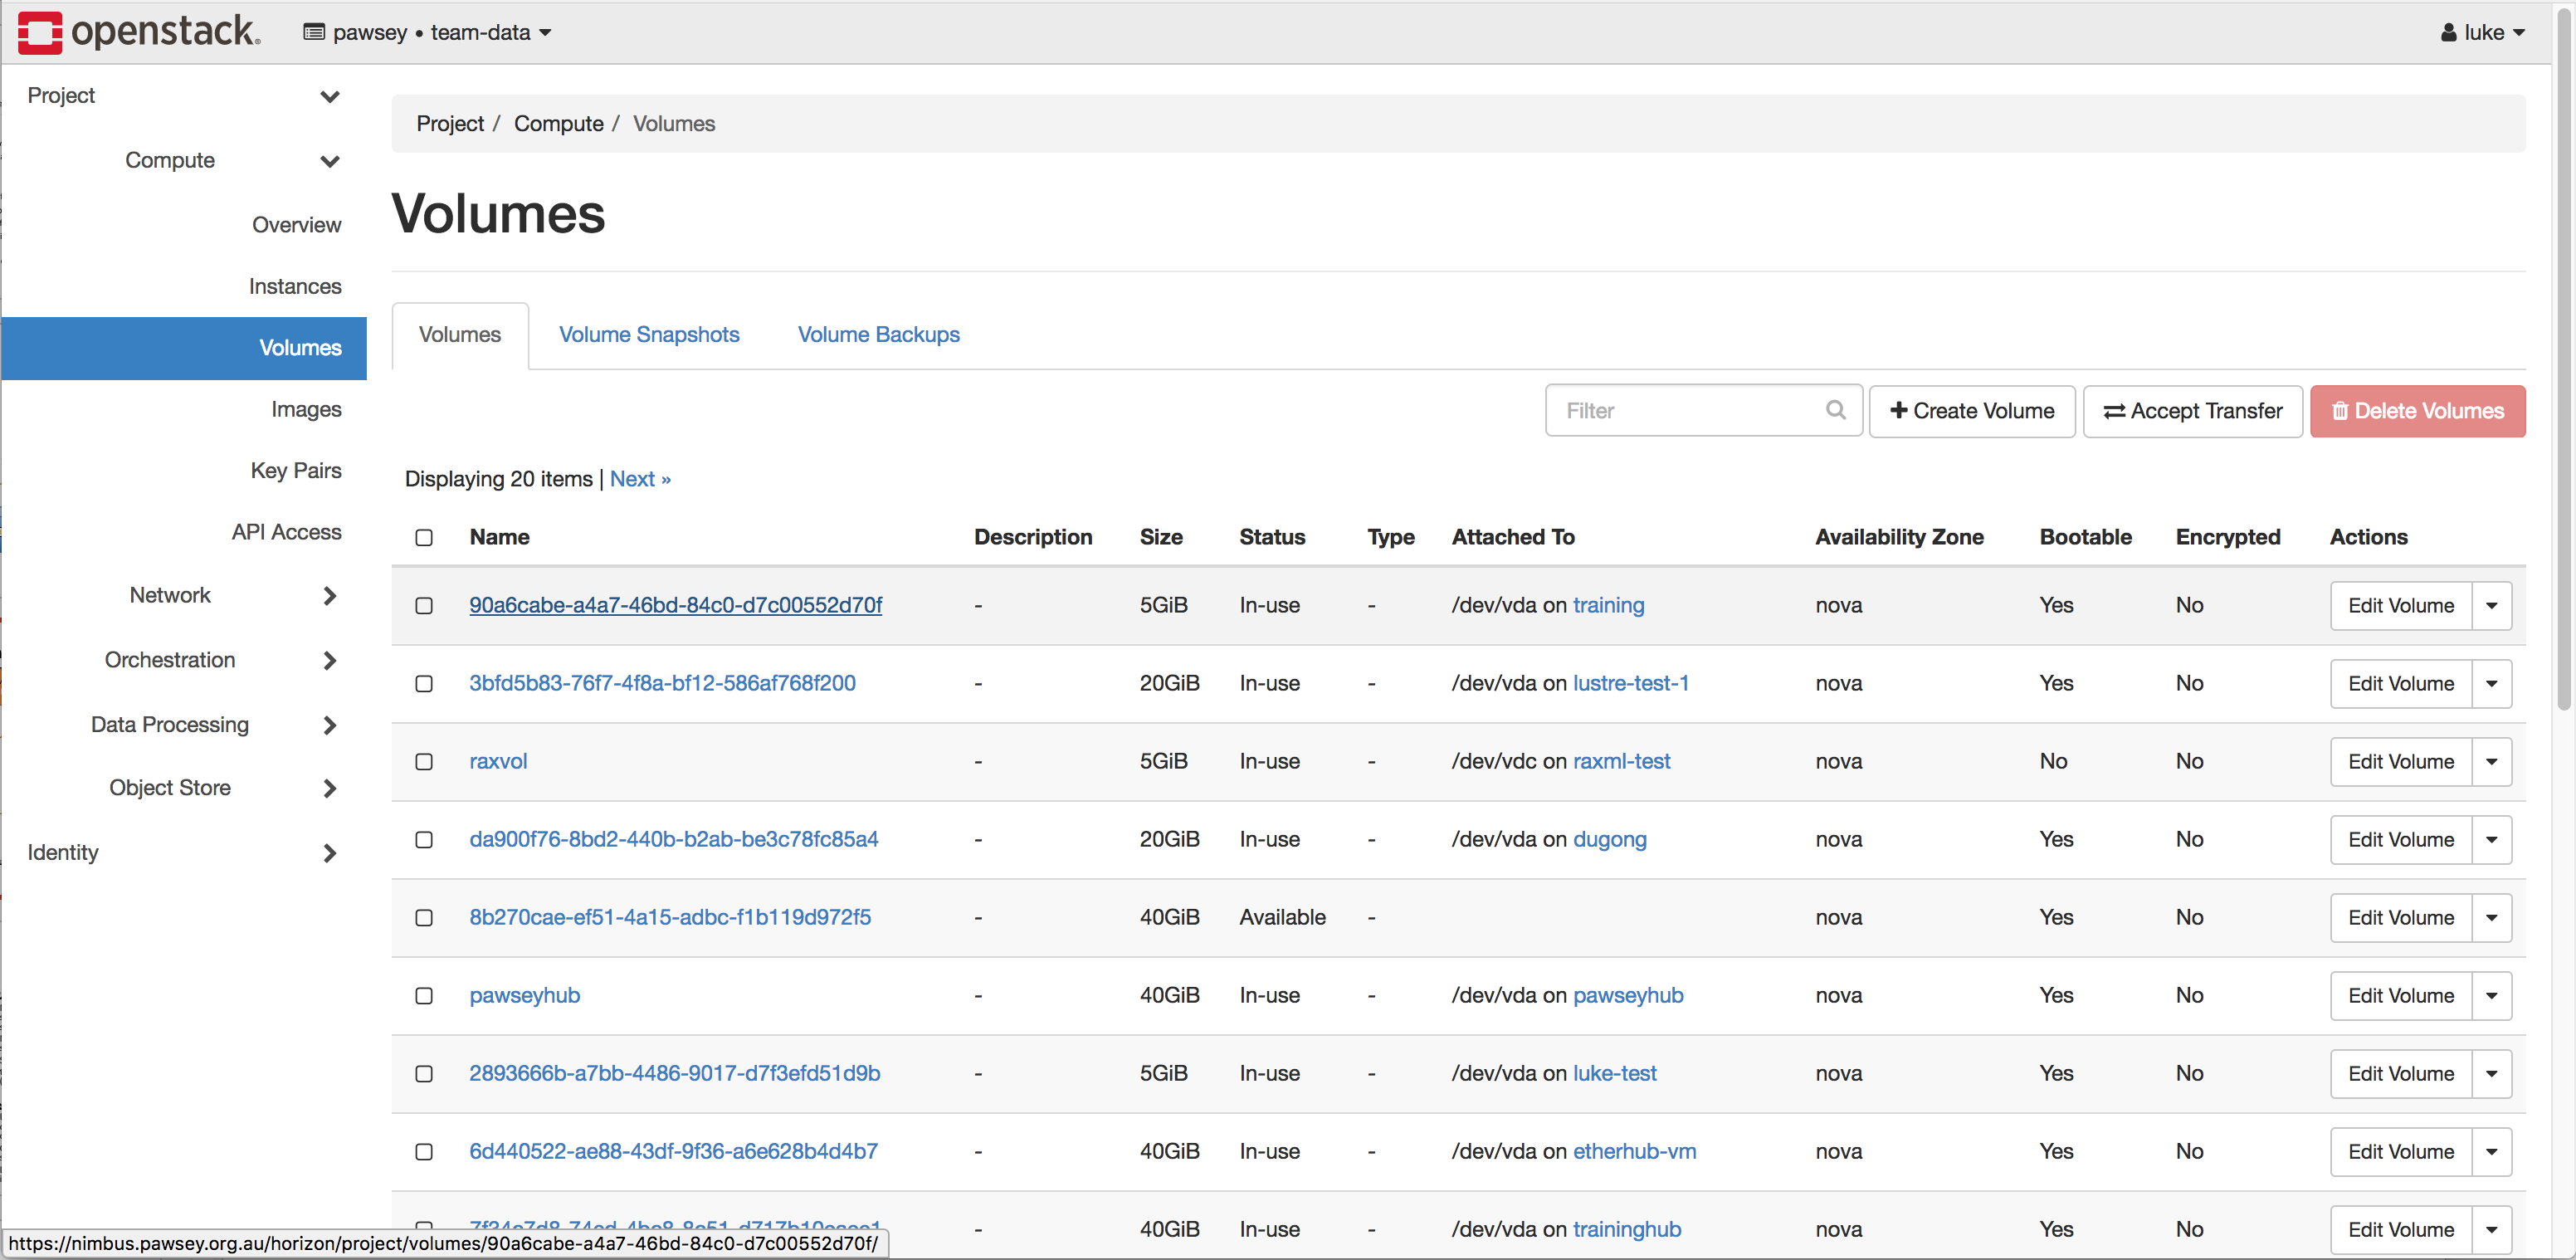 openstack. pawsey • team-data luke
Project
Compute
Overview
Instances
Volumes
Images
Key Pairs
API Access
Network
Orchestration
Data Processing
Object Store
Identity
Project / Compute / Volumes
Volumes
Volumes Volume Snapshots Volume Backups
Filter Create Volume Accept Transfer Delete Volumes
Displaying 20 items | Next »
Name Description Size Status Type Attached To Availability Zone Bootable Encrypted Actions
90a6cabe-a4a7-46bd-84c0-d7c00552d70f - 5GiB In-use - /dev/vda on training nova Yes No Edit Volume
3bfd5b83-76f7-4f8a-bf12-586af768f200 - 20GiB In-use - /dev/vda on lustre-test-1 nova Yes No Edit Volume
raxvol - 5GiB In-use - /dev/vdc on raxml-test nova No No Edit Volume
da900f76-8bd2-440b-b2ab-be3c78fc85a4 - 20GiB In-use - /dev/vda on dugong nova Yes No Edit Volume
8b270cae-ef51-4a15-adbc-f1b119d972f5 - 40GiB Available - nova Yes No Edit Volume
pawseyhub - 40GiB In-use - /dev/vda on pawseyhub nova Yes No Edit Volume
2893666b-a7bb-4486-9017-d7f3efd51d9b - 5GiB In-use - /dev/vda on luke-test nova Yes No Edit Volume
6d440522-ae88-43df-9f36-a6e628b4d4b7 - 40GiB In-use - /dev/vda on etherhub-vm nova Yes No Edit Volume
- 40GiB In-use - /dev/vda on traininghub nova Yes No Edit Volume
https://nimbus.pawsey.org.au/horizon/project/volumes/90a6cabe-a4a7-46bd-84c0-d7c00552d70f/